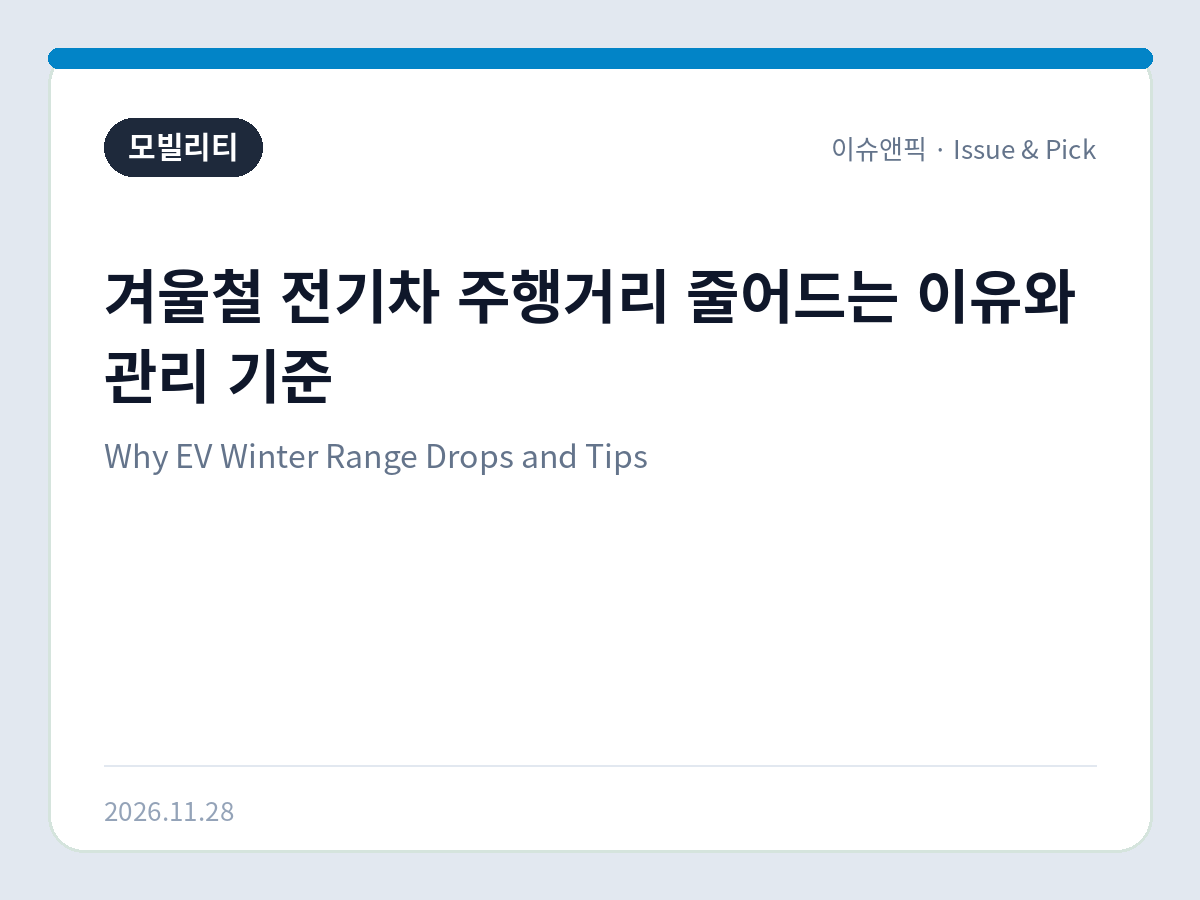 모빌리티
이슈앤픽 · Issue & Pick
겨울철 전기차 주행거리 줄어드는 이유와
관리 기준
Why EV Winter Range Drops and Tips
2026.11.28